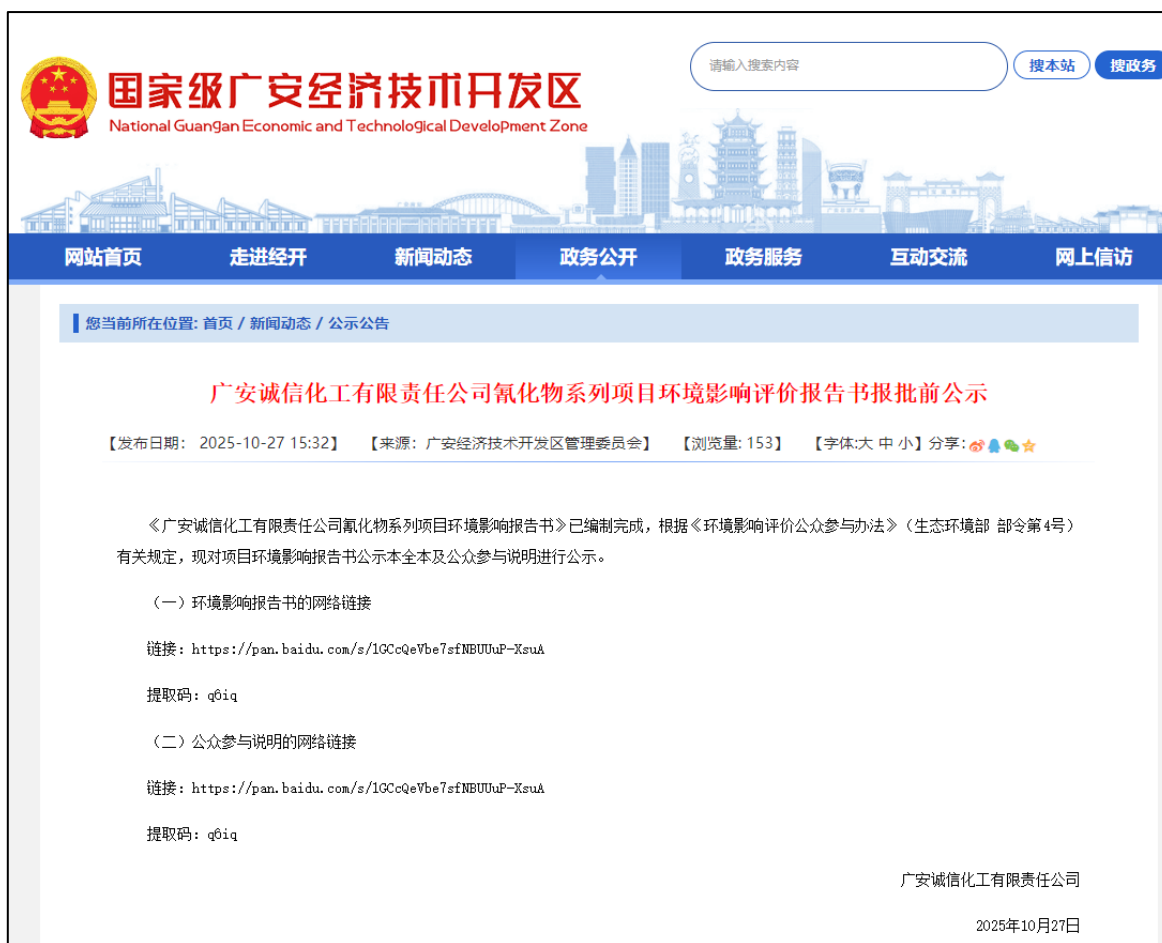 国家级广安经济技术开发区
National Guangan Economic and Technological Development Zone
请输入搜索内容
搜本站
搜政务
网站首页 走进经开 新闻动态 政务公开 政务服务 互动交流 网上信访
您当前所在位置: 首页 / 新闻动态 / 公示公告
广安诚信化工有限责任公司氰化物系列项目环境影响评价报告书报批前公示
【发布日期： 2025-10-27 15:32】 【来源：广安经济技术开发区管理委员会】 【浏览量: 153】 【字体:大 中 小】分享:
《广安诚信化工有限责任公司氰化物系列项目环境影响报告书》已编制完成，根据《环境影响评价公众参与办法》（生态环境部 部令第4号）
有关规定，现对项目环境影响报告书公示本全本及公众参与说明进行公示。
（一）环境影响报告书的网络链接
链接：https://pan.baidu.com/s/1GCcQeVbe7sfNBUUuP-XsuA
提取码：q6iq
（二）公众参与说明的网络链接
链接：https://pan.baidu.com/s/1GCcQeVbe7sfNBUUuP-XsuA
提取码：q6iq
广安诚信化工有限责任公司
2025年10月27日